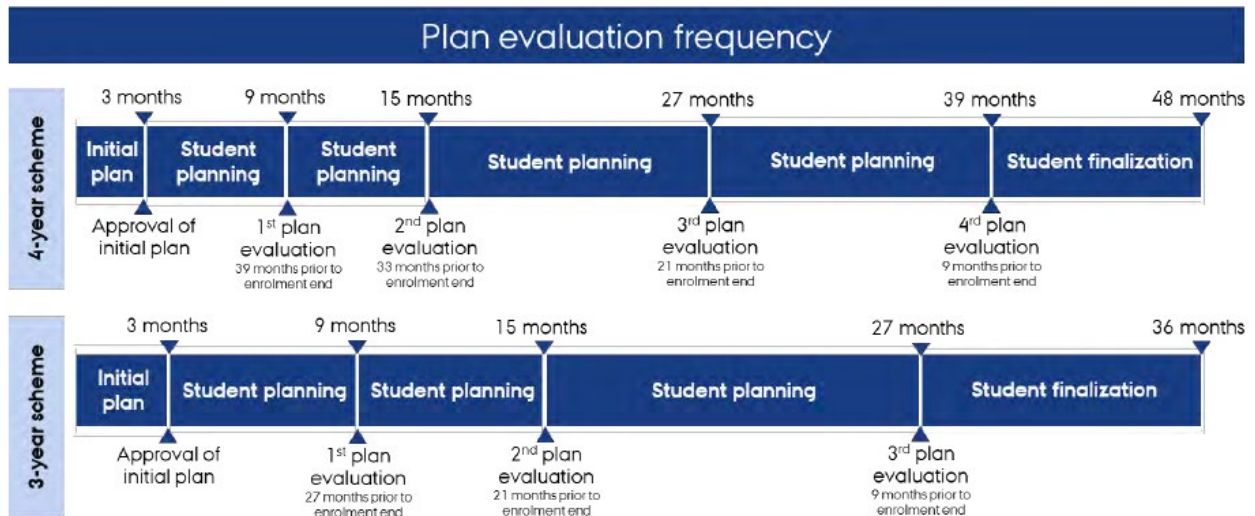 Plan evaluation frequency
4-year scheme
3 months
9 months
15 months
27 months
39 months
48 months
Initial
plan
Student
planning
Student
planning
Student planning
Student planning
Student finalization
Approval of
initial plan
1st plan
evaluation
39 months prior to
enrolment end
2nd plan
evaluation
33 months prior to
enrolment end
3rd plan
evaluation
21 months prior to
enrolment end
4rd plan
evaluation
9 months prior to
enrolment end
3-year scheme
3 months
9 months
15 months
27 months
36 months
Initial
plan
Student planning
Student planning
Student planning
Student finalization
Approval of
initial plan
1st plan
evaluation
27 months prior to
enrolment end
2nd plan
evaluation
21 months prior to
enrolment end
3rd plan
evaluation
9 months prior to
enrolment end